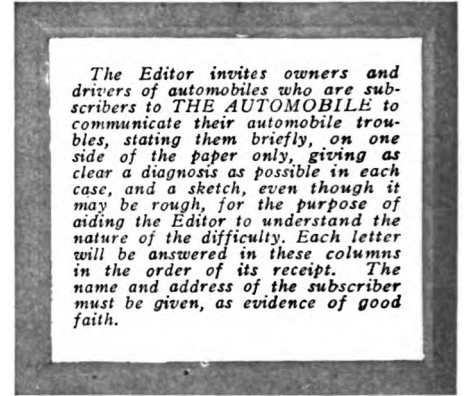 The Editor invites owners and
drivers of automobiles who are sub-
scribers to THE AUTOMOBILE to
communicate their automobile trou-
bles, stating them briefly, on one
side of the paper only, giving as
clear a diagnosis as possible in each
case, and a sketch, even though it
may be rough, for the purpose of
aiding the Editor to understand the
nature of the difficulty. Each letter
will be answered in these columns
in the order of its receipt. The
name and address of the subscriber
must be given, as evidence of good
faith.